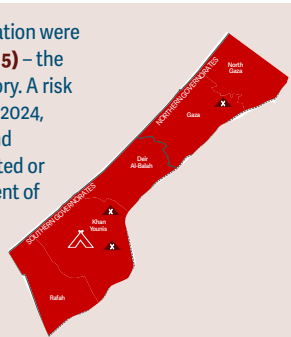 ation were
5) – the
ory. A risk
2024,
nd
ted or
ent of
North
Gaza
NORTHERN GOVERNORATES
Gaza
Deir
Al-Balah
SOUTHERN GOVERNORATES
Khan
Younis
Rafah